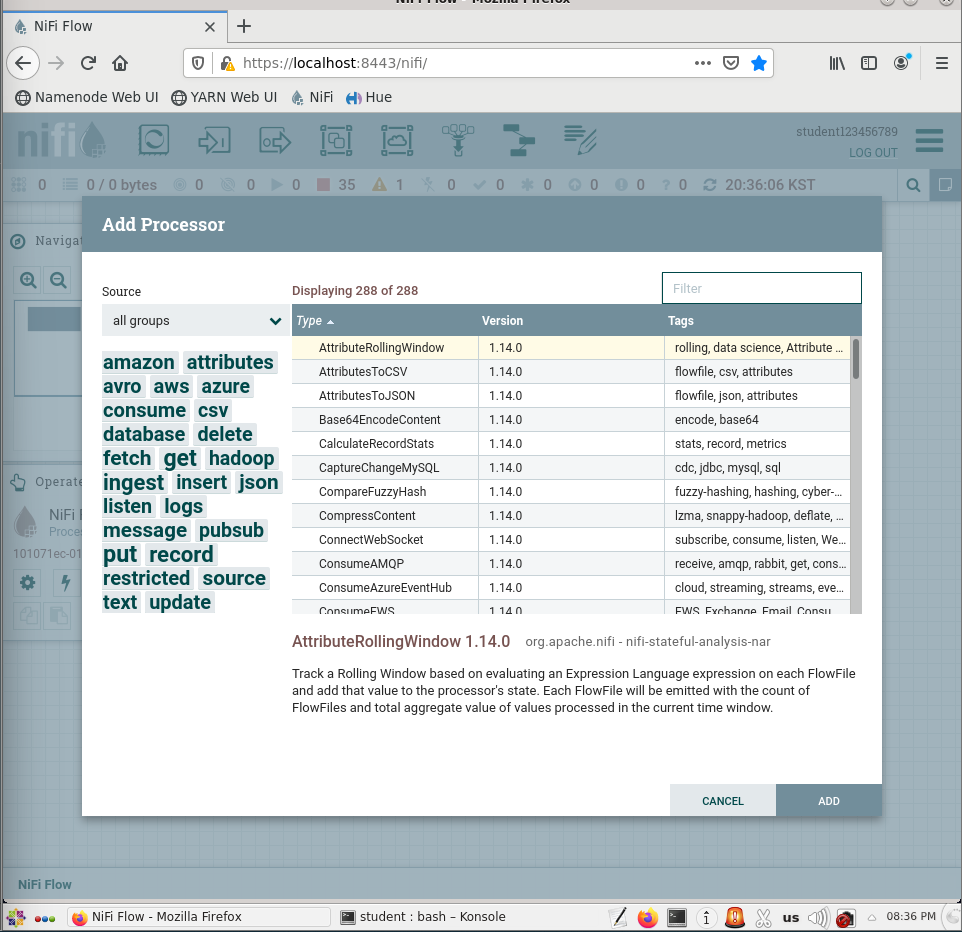 NiFi Flow - Mozilla Firefox
NiFi Flow
https://localhost:8443/nifi/
Namenode Web UI YARN Web UI NiFi Hue
nifi
student123456789
LOG OUT
0 0 / 0 bytes 0 0 0 35 1 0 0 0 0 0 0 20:36:06 KST
Add Processor
Navigat
Source
Displaying 288 of 288
Filter
all groups
Type Version Tags
AttributeRollingWindow 1.14.0 rolling, data science, Attribute ...
AttributesToCSV 1.14.0 flowfile, csv, attributes
AttributesToJSON 1.14.0 flowfile, json, attributes
Base64EncodeContent 1.14.0 encode, base64
CalculateRecordStats 1.14.0 stats, record, metrics
CaptureChangeMySQL 1.14.0 cdc, jdbc, mysql, sql
CompareFuzzyHash 1.14.0 fuzzy-hashing, hashing, cyber-...
CompressContent 1.14.0 lzma, snappy-hadoop, deflate, ...
ConnectWebSocket 1.14.0 subscribe, consume, listen, We...
ConsumeAMQP 1.14.0 receive, amqp, rabbit, get, cons...
ConsumeAzureEventHub 1.14.0 cloud, streaming, streams, eve...
ConsumeEWS 1.14.0 EWS, Exchange, Email, Consu...
amazon attributes
avro aws azure
consume csv
database delete
fetch get hadoop
ingest insert json
listen logs
message pubsub
put record
restricted source
text update
Operate
NiFi F
Proces
101071ec-01
AttributeRollingWindow 1.14.0 org.apache.nifi - nifi-stateful-analysis-nar
Track a Rolling Window based on evaluating an Expression Language expression on each FlowFile
and add that value to the processor's state. Each FlowFile will be emitted with the count of
FlowFiles and total aggregate value of values processed in the current time window.
CANCEL ADD
NiFi Flow
NiFi Flow - Mozilla Firefox student : bash – Konsole us 08:36 PM